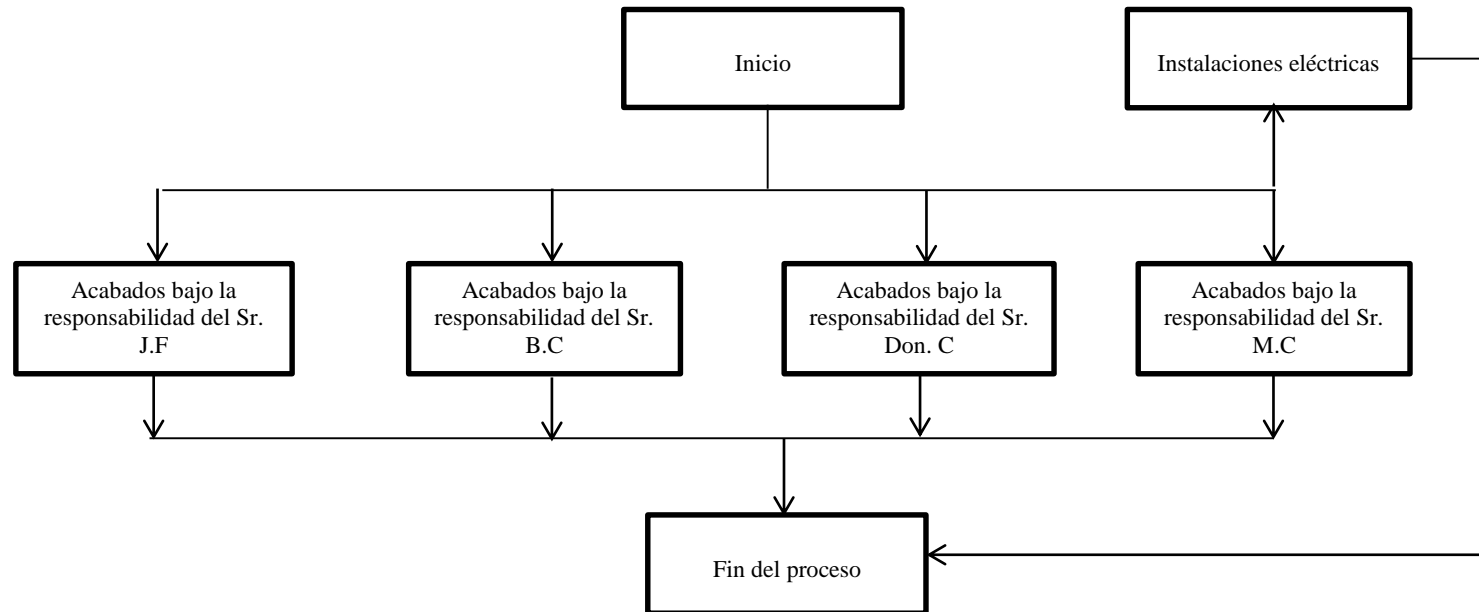 Inicio
Instalaciones eléctricas
Acabados bajo la
responsabilidad del Sr.
J.F
Acabados bajo la
responsabilidad del Sr.
B.C
Acabados bajo la
responsabilidad del Sr.
Don. C
Acabados bajo la
responsabilidad del Sr.
M.C
Fin del proceso